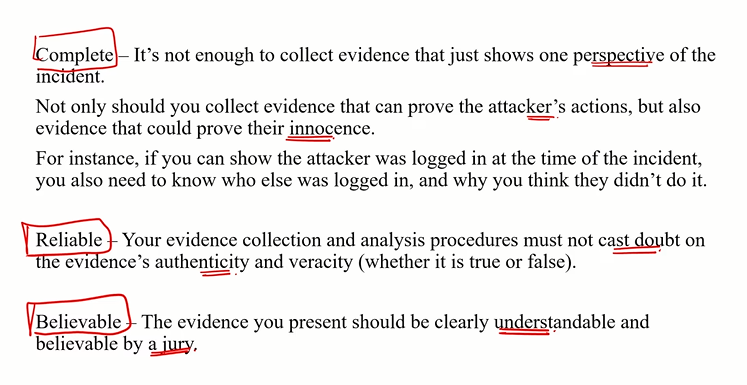 Complete – It's not enough to collect evidence that just shows one perspective of the
incident.
Not only should you collect evidence that can prove the attacker's actions, but also
evidence that could prove their innocence.
For instance, if you can show the attacker was logged in at the time of the incident,
you also need to know who else was logged in, and why you think they didn't do it.
Reliable – Your evidence collection and analysis procedures must not cast doubt on
the evidence's authenticity and veracity (whether it is true or false).
Believable – The evidence you present should be clearly understandable and
believable by a jury.